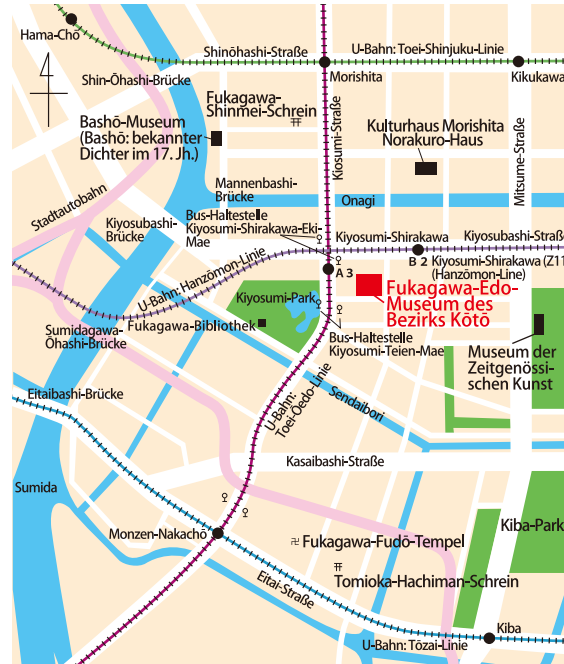 Hama-Chō
Shinōhashi-Straße
U-Bahn: Toei-Shinjuku-Linie
Shin-Ōhashi-Brücke
Morishita
Kikukawa
Fukagawa-
Shinmei-Schrein
Bashō-Museum
(Bashō: bekannter
Dichter im 17. Jh.)
Kiosumi-Straße
Kulturhaus Morishita
Norakuro-Haus
Mitsume-Straße
Stadtautobahn
Mannenbashi-
Brücke
Onagi
Bus-Haltestelle
Kiyosumi-Shirakawa-Eki-
Mae
Kiyosubashi-
Brücke
Kiyosumi-Shirakawa
Kiyosubashi-Straße
A 3
B 2 Kiyosumi-Shirakawa (Z11
(Hanzōmon-Line)
U-Bahn: Hanzōmon-Linie
Fukagawa-Edo-
Museum des
Bezirks Kōtō
Kiyosumi-Park
Sumidagawa-
Ōhashi-Brücke
Fukagawa-Bibliothek
Bus-Haltestelle
Kiyosumi-Teien-Mae
Museum der
Zeitgenössi-
schen Kunst
Eitaibashi-Brücke
U-Bahn:
Toei-Oedo-Linie
Sendaibori
Kasaibashi-Straße
Sumida
Monzen-Nakachō
卍 Fukagawa-Fudō-Tempel
Kiba-Park
Tomioka-Hachiman-Schrein
Eitai-Straße
Kiba
U-Bahn: Tōzai-Linie